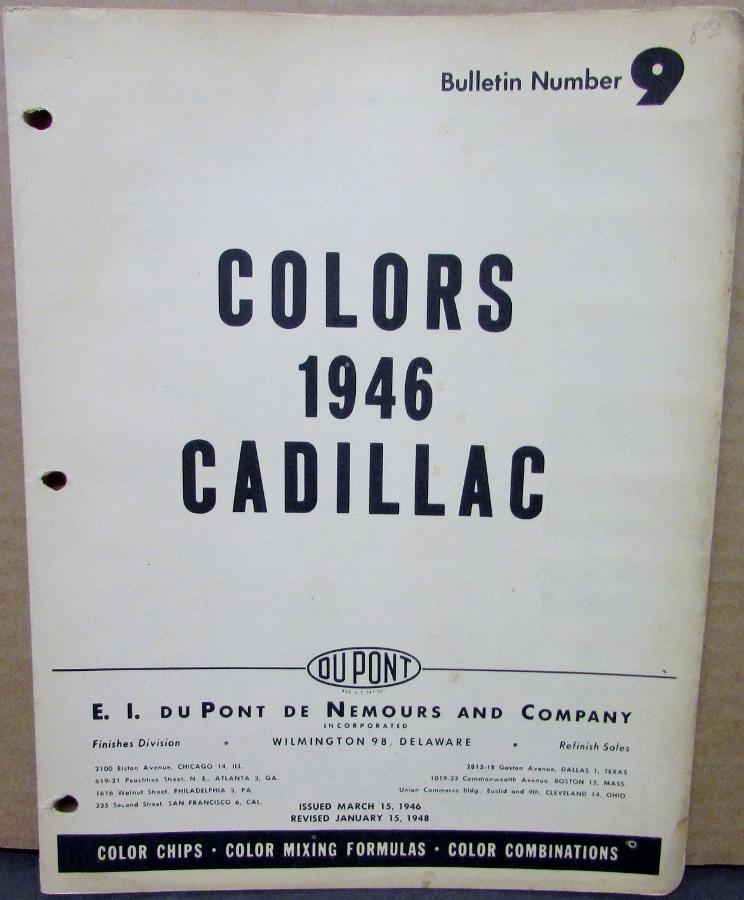 Bulletin Number 9
COLORS
1946
CADILLAC
DU PONT
E. I. DU PONT DE NEMOURS AND COMPANY
INCORPORATED
Finishes Division • WILMINGTON 98, DELAWARE • Refinish Sales
2100 Elston Avenue, CHICAGO 14, ILL.
619-21 Peachtree Street, N. E., ATLANTA 3, GA.
1616 Walnut Street, PHILADELPHIA 3, PA.
235 Second Street, SAN FRANCISCO 6, CAL.
2812-18 Gaston Avenue, DALLAS 1, TEXAS
1019-23 Commonwealth Avenue, BOSTON 15, MASS.
Union Commerce Bldg., Euclid and 9th, CLEVELAND 14, OHIO
ISSUED MARCH 15, 1946
REVISED JANUARY 15, 1948
COLOR CHIPS • COLOR MIXING FORMULAS • COLOR COMBINATIONS